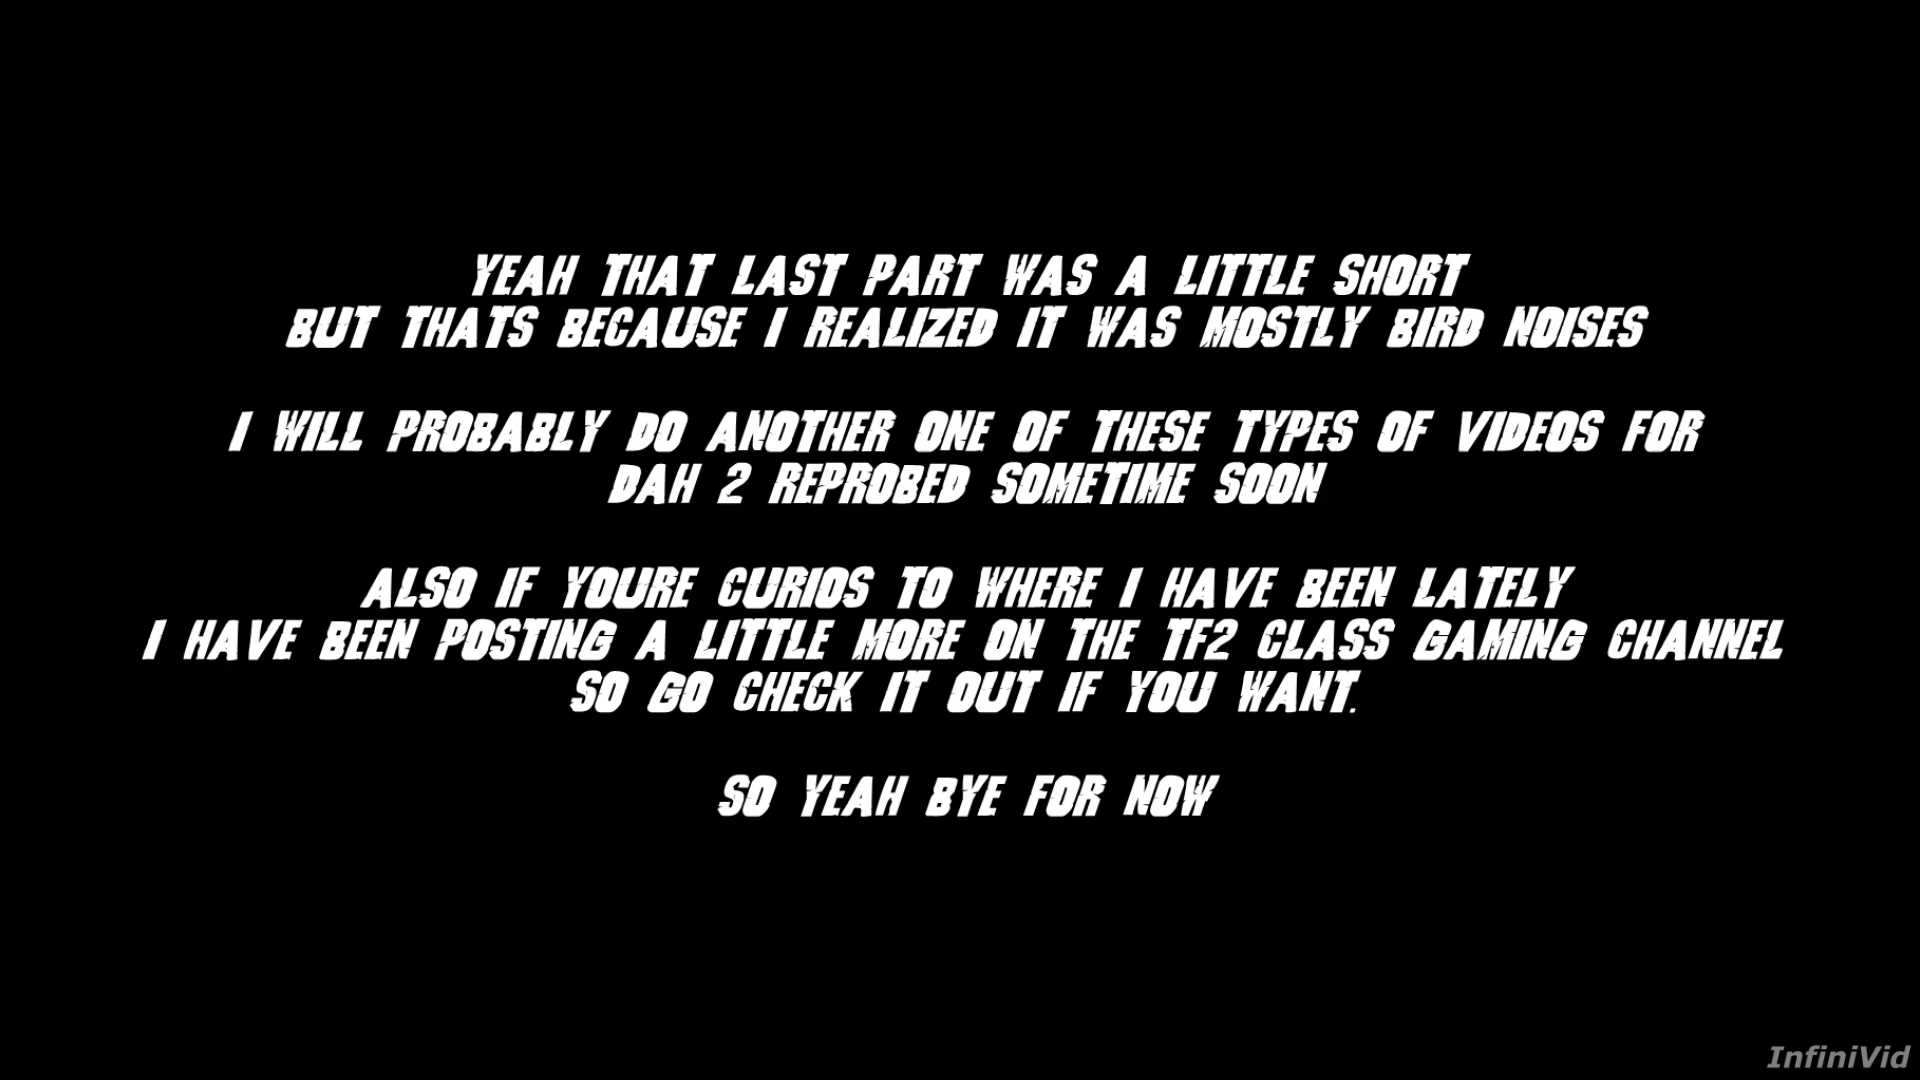 YEAH THAT LAST PART WAS A LITTLE SHORT
BUT THATS BECAUSE I REALIZED IT WAS MOSTLY BIRD NOISES
I WILL PROBABLY DO ANOTHER ONE OF THESE TYPES OF VIDEOS FOR
DAH 2 REPROBED SOMETIME SOON
ALSO IF YOURE CURIOS TO WHERE I HAVE BEEN LATELY
I HAVE BEEN POSTING A LITTLE MORE ON THE TF2 CLASS GAMING CHANNEL
SO GO CHECK IT OUT IF YOU WANT.
SO YEAH BYE FOR NOW
InfiniVid